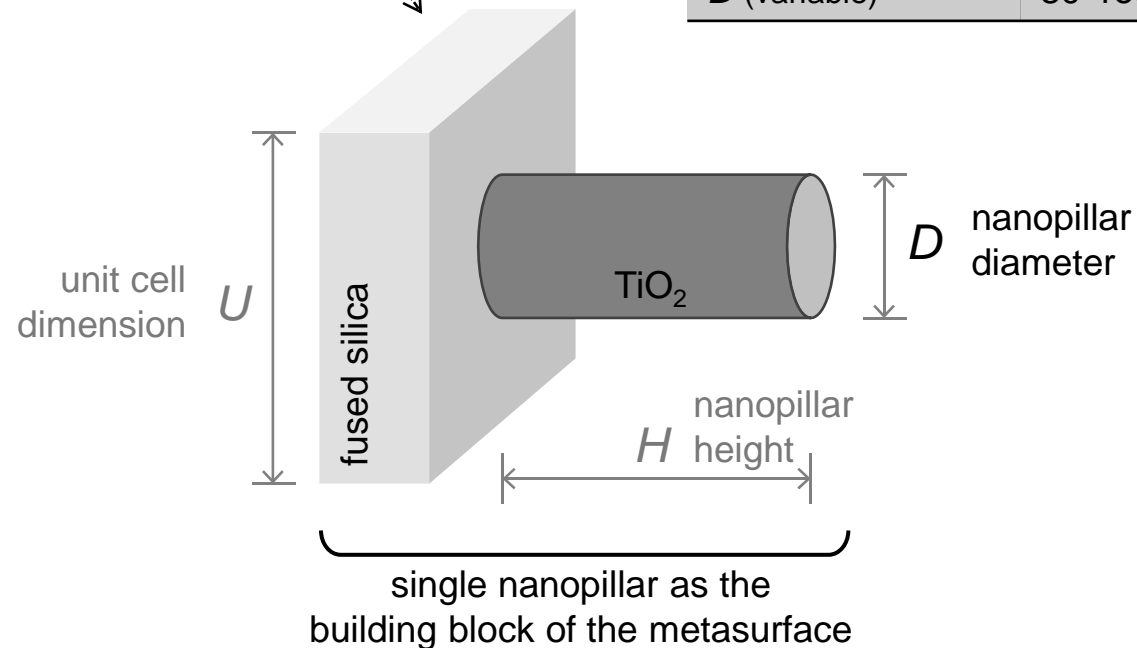 D (variable)
unit cell
dimension
U
fused silica
TiO₂
D
nanopillar
diameter
H
nanopillar
height
single nanopillar as the
building block of the metasurface